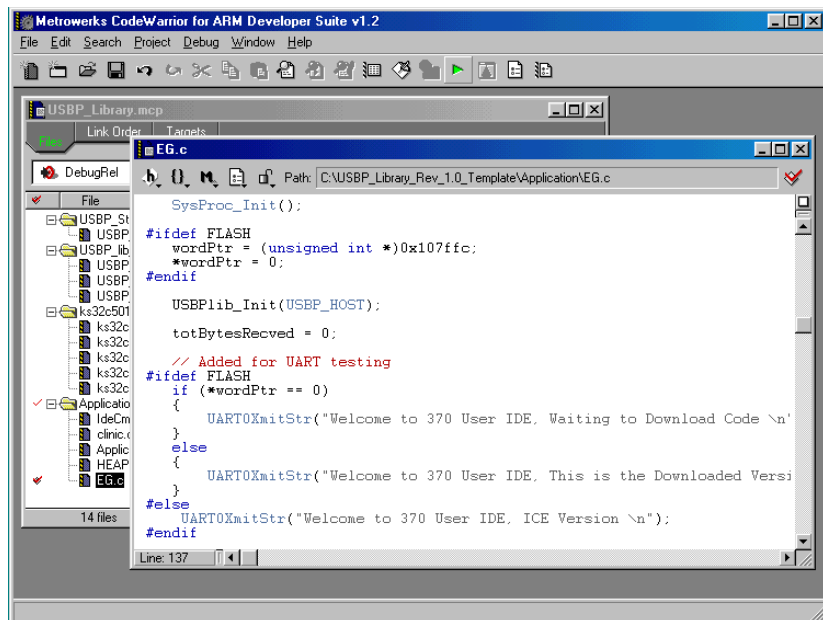 Metrowerks CodeWarrior for ARM Developer Suite v1.2
File Edit Search Project Debug Window Help
USBP_Library.mcp
Files Link Order Targets
DebugRel
File
USBP_St
USBP_
USBP_lib
USBP_
USBP_
USBP_
ks32c501
ks32c
ks32c
ks32c
ks32c
ks32c
Application
IdeCm
clinic.c
Applic
HEAP
EG.c
14 files
EG.c
Path: C:\USBP_Library_Rev_1.0_Template\Application\EG.c
SysProc_Init();
#ifdef FLASH
wordPtr = (unsigned int *)0x107ffc;
*wordPtr = 0;
#endif
USBPlib_Init(USBP_HOST);
totBytesRecved = 0;
// Added for UART testing
#ifdef FLASH
if (*wordPtr == 0)
{
UART0XmitStr("Welcome to 370 User IDE, Waiting to Download Code \n"
}
else
{
UART0XmitStr("Welcome to 370 User IDE, This is the Downloaded Versi
}
#else
UART0XmitStr("Welcome to 370 User IDE, ICE Version \n");
#endif
Line: 137